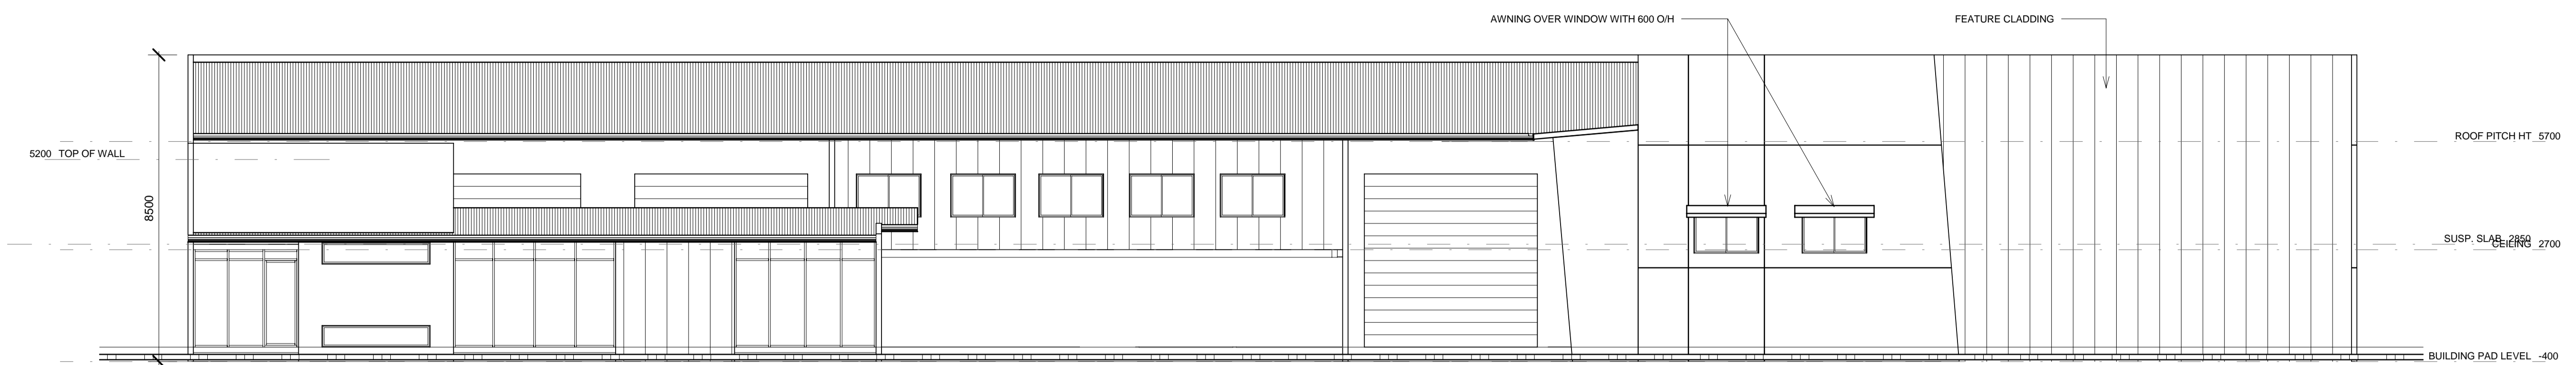 AWNING OVER WINDOW WITH 600 O/H
FEATURE CLADDING
ROOF PITCH HT 5700
5200 TOP OF WALL
8500
SUSP. SLAB 2850
CEILING 2700
BUILDING PAD LEVEL -400